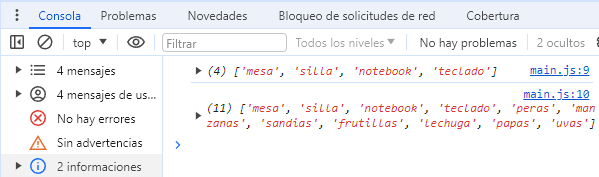 Consola Problemas Novedades Bloqueo de solicitudes de red Cobertura
top Filtrar Todos los niveles No hay problemas 2 ocultos
4 mensajes
4 mensajes de us...
No hay errores
Sin advertencias
2 informaciones
(4) ['mesa', 'silla', 'notebook', 'teclado'] main.js:9
main.js:10
(11) ['mesa', 'silla', 'notebook', 'teclado', 'peras', 'man
zanas', 'sandias', 'frutillas', 'lechuga', 'papas', 'uvas']